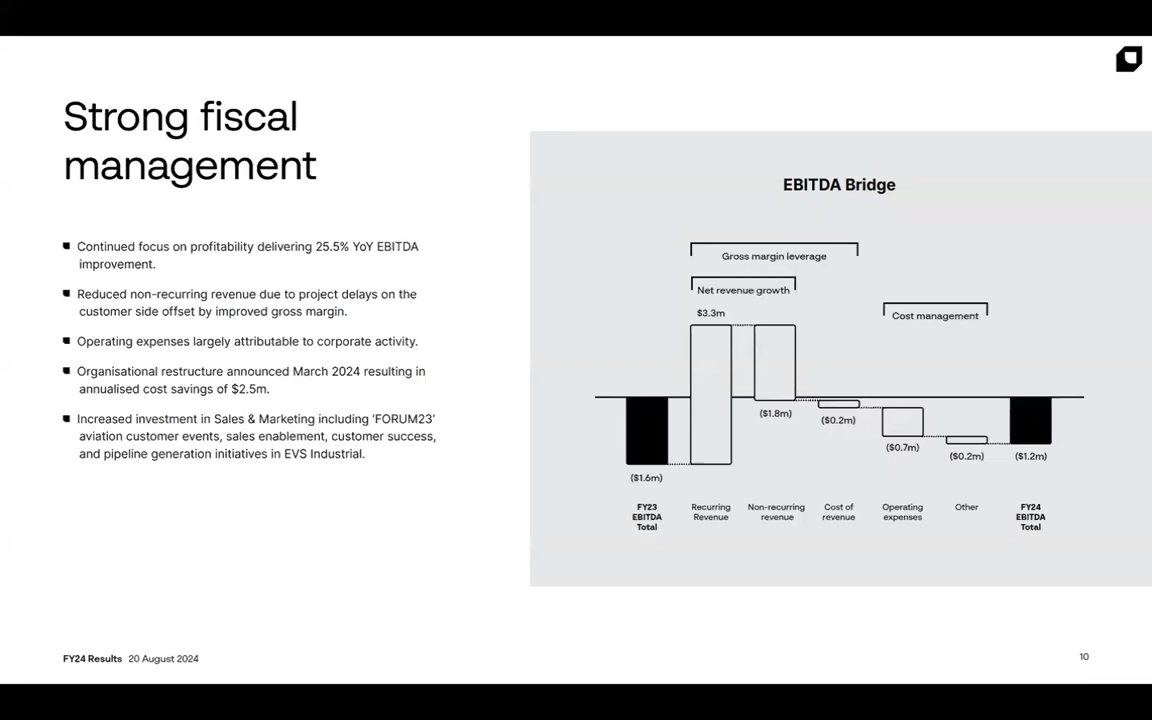 Strong fiscal
management
Continued focus on profitability delivering 25.5% YoY EBITDA
improvement.
Reduced non-recurring revenue due to project delays on the
customer side offset by improved gross margin.
Operating expenses largely attributable to corporate activity.
Organisational restructure announced March 2024 resulting in
annualised cost savings of $2.5m.
Increased investment in Sales & Marketing including ‘FORUM23’
aviation customer events, sales enablement, customer success,
and pipeline generation initiatives in EVS Industrial.
EBITDA Bridge
Gross margin leverage
Net revenue growth
Cost management
$3.3m
($1.8m)
($0.2m)
($0.7m)
($0.2m)
($1.2m)
($1.6m)
FY23
EBITDA
Total
Recurring
Revenue
Non-recurring
revenue
Cost of
revenue
Operating
expenses
Other
FY24
EBITDA
Total
FY24 Results 20 August 2024
10